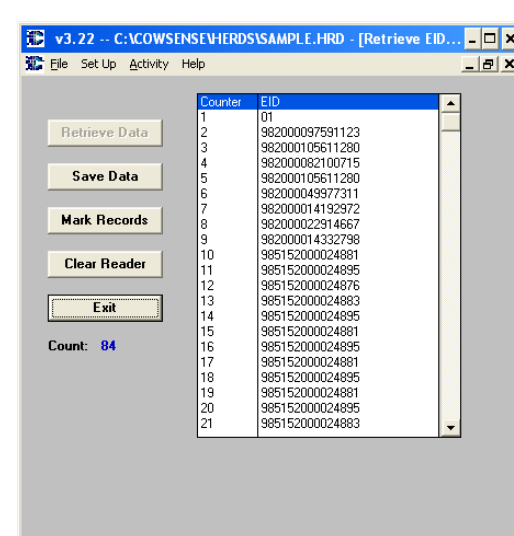 v3.22 -- C:\COWSENSE\HERDS\SAMPLE.HRD - [Retrieve EID...
File Set Up Activity Help
Counter EID
1 01
2 982000097591123
3 982000105611280
4 982000082100715
5 982000105611280
6 982000049977311
7 982000014192972
8 982000022914667
9 982000014332798
10 985152000024881
11 985152000024895
12 985152000024876
13 985152000024883
14 985152000024895
15 985152000024881
16 985152000024895
17 985152000024881
18 985152000024895
19 985152000024881
20 985152000024895
21 985152000024883
Retrieve Data
Save Data
Mark Records
Clear Reader
Exit
Count: 84